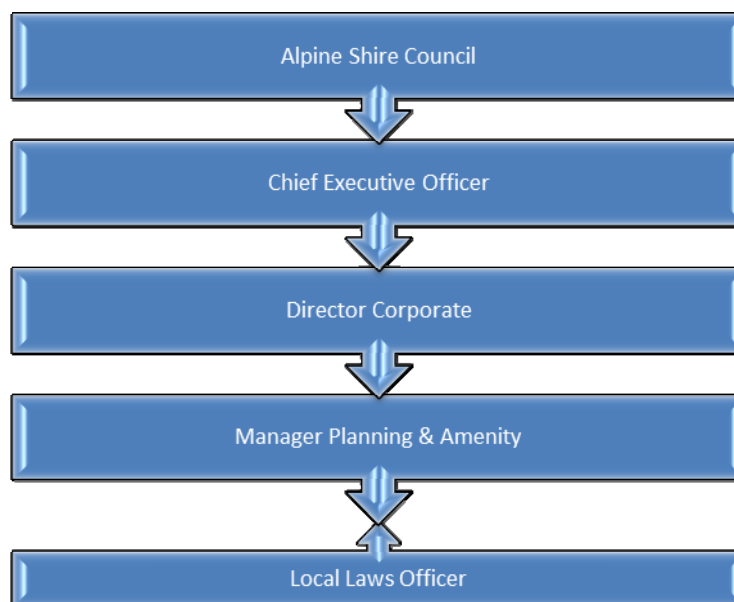 Alpine Shire Council
Chief Executive Officer
Director Corporate
Manager Planning & Amenity
Local Laws Officer